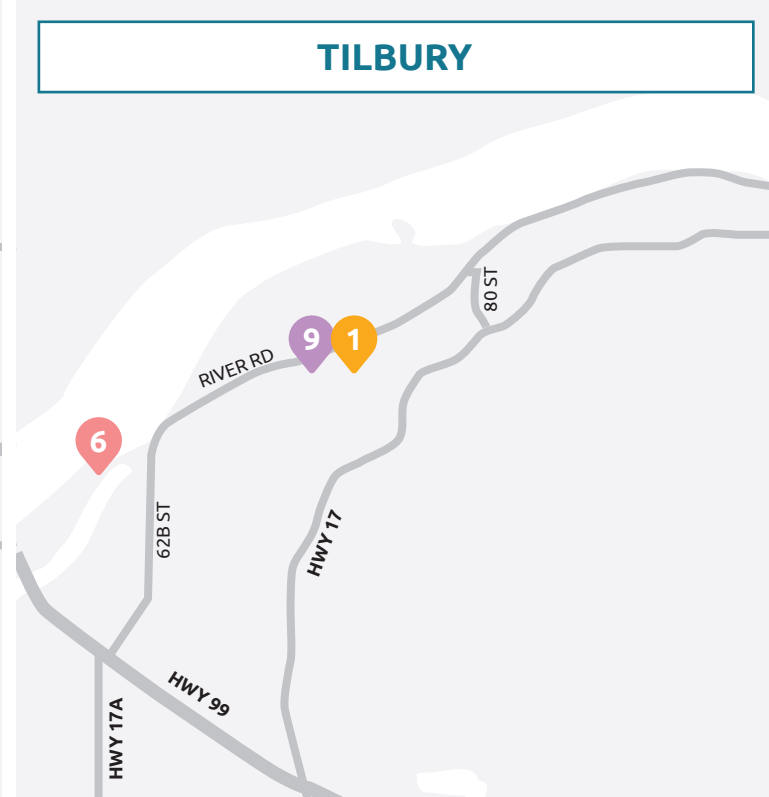 TILBURY
80 ST
9
1
RIVER RD
6
62B ST
HWY 17
HWY 99
HWY 17A